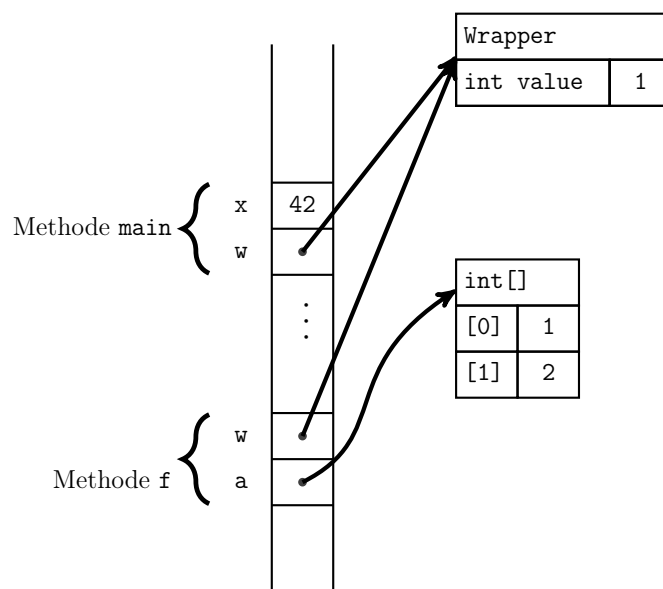 Wrapper
int value 1
x 42
Methode main
w
int[]
[0] 1
[1] 2
w
Methode f
a